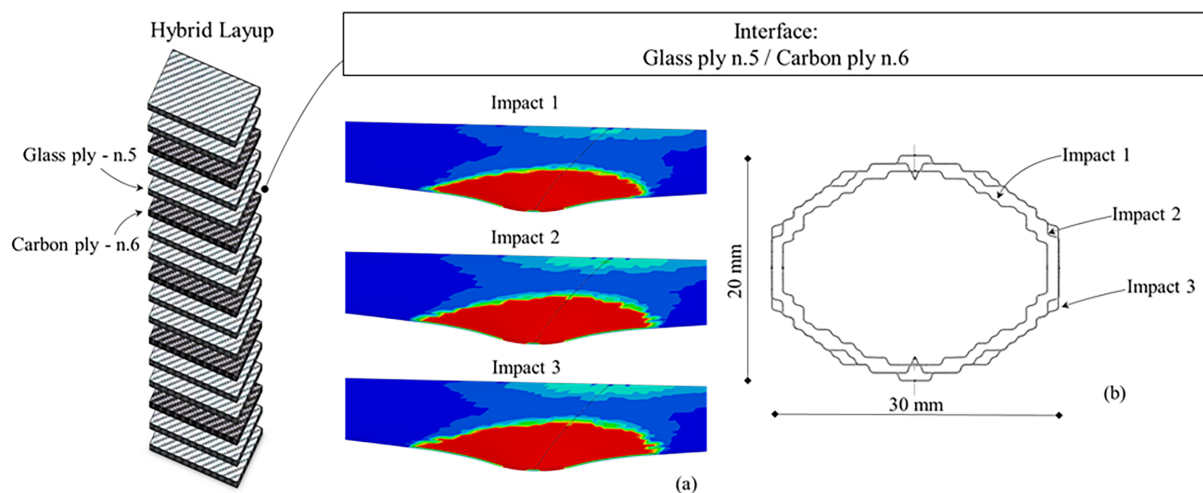 Hybrid Layup
Interface:
Glass ply n.5 / Carbon ply n.6
Glass ply - n.5
Carbon ply - n.6
Impact 1
Impact 2
Impact 3
(a)
Impact 1
Impact 2
Impact 3
20 mm
30 mm
(b)